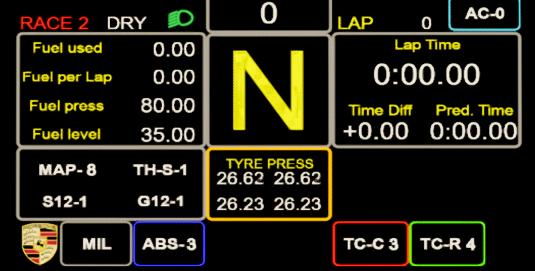 RACE 2 DRY 0 LAP 0 AC-0
Fuel used 0.00
Fuel per Lap 0.00
Fuel press 80.00
Fuel level 35.00
N
Lap Time
0:00.00
Time Diff Pred. Time
+0.00 0:00.00
MAP-8 TH-S-1
S12-1 G12-1
TYRE PRESS
26.62 26.62
26.23 26.23
MIL ABS-3 TC-C 3 TC-R 4